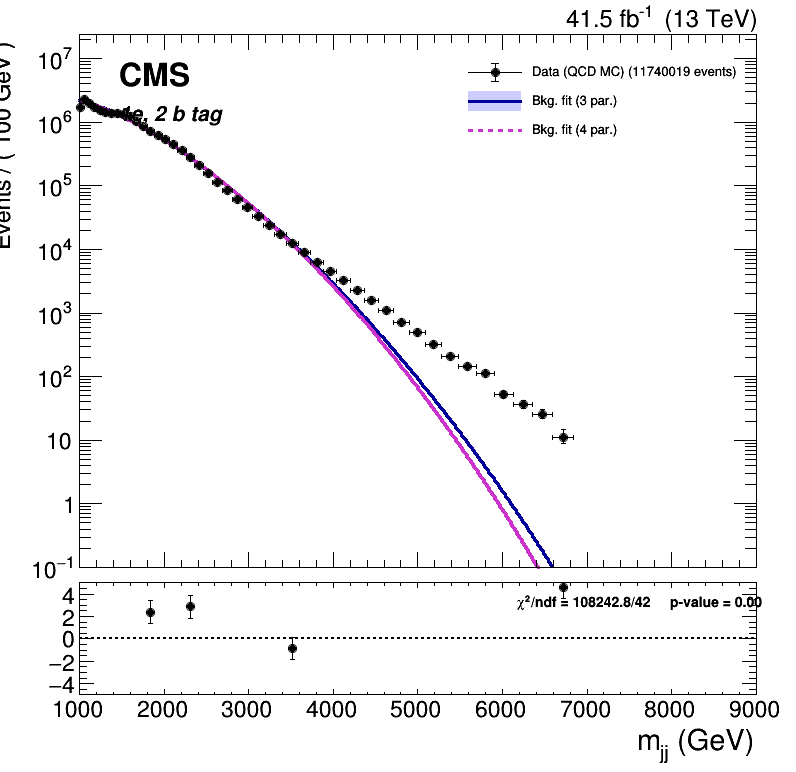 41.5 fb⁻¹ (13 TeV)
CMS
2 b tag
Data (QCD MC) (11740019 events)
Bkg. fit (3 par.)
Bkg. fit (4 par.)
Events / ( 100 GeV )
10⁷
10⁶
10⁵
10⁴
10³
10²
10
1
10⁻¹
χ²/ndf = 108242.8/42 p-value = 0.00
4
2
0
−2
−4
1000 2000 3000 4000 5000 6000 7000 8000 9000
m_jj (GeV)